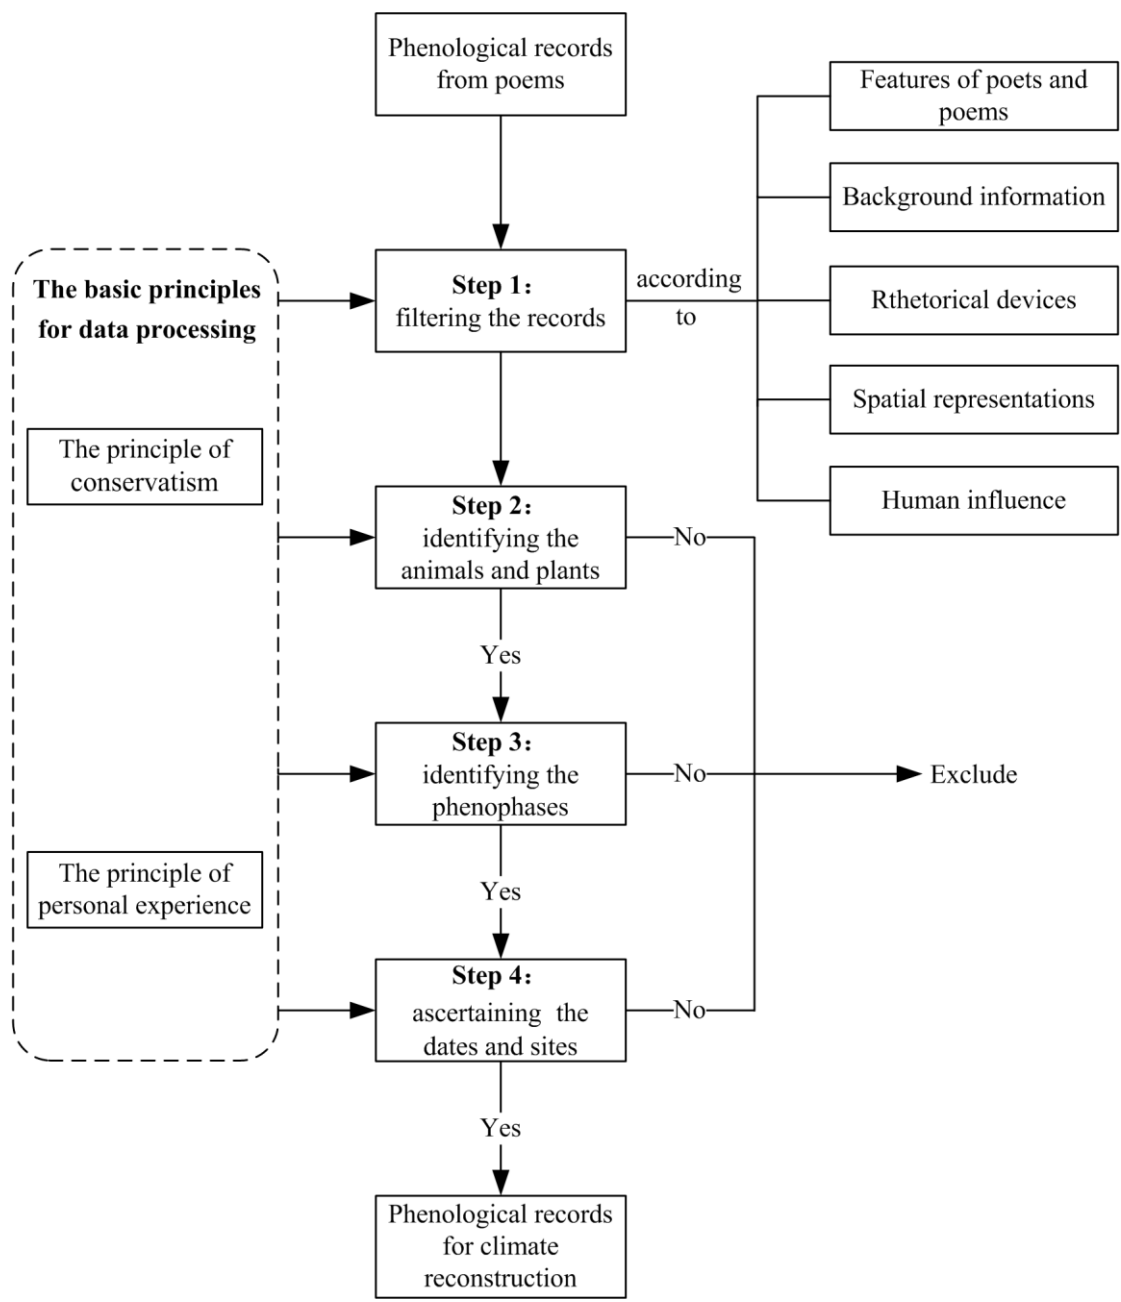 Phenological records
from poems
Features of poets and
poems
Background information
Rthetorical devices
Spatial representations
Human influence
according
to
The basic principles
for data processing
The principle of
conservatism
The principle of
personal experience
Step 1：
filtering the records
Step 2：
identifying the
animals and plants
No
Yes
Step 3：
identifying the
phenophases
No
Exclude
Yes
Step 4：
ascertaining the
dates and sites
No
Yes
Phenological records
for climate
reconstruction